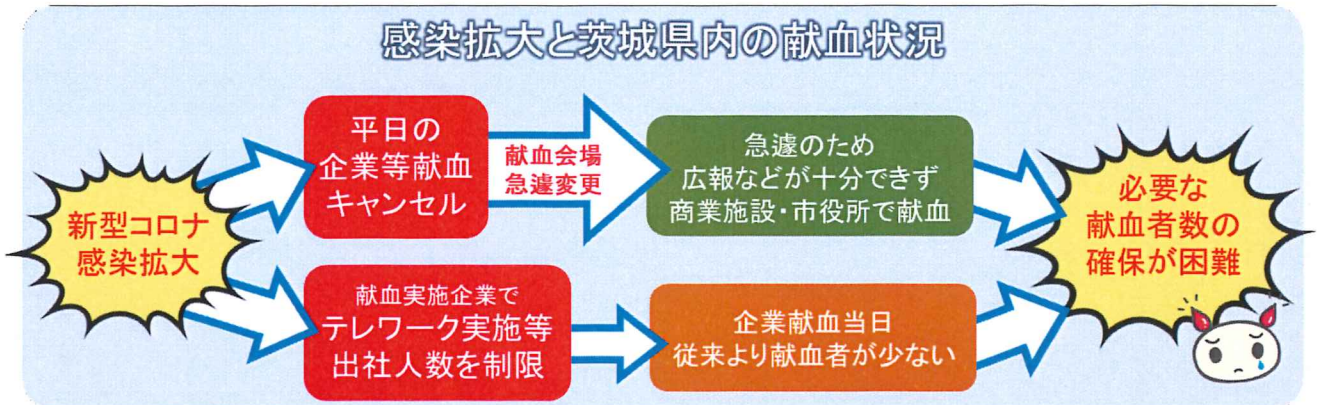 感染拡大と茨城県内の献血状況
新型コロナ
感染拡大
平日の
企業等献血
キャンセル
献血会場
急遽変更
急遽のため
広報などが十分できず
商業施設・市役所で献血
献血実施企業で
テレワーク実施等
出社人数を制限
企業献血当日
従来より献血者が少ない
必要な
献血者数の
確保が困難